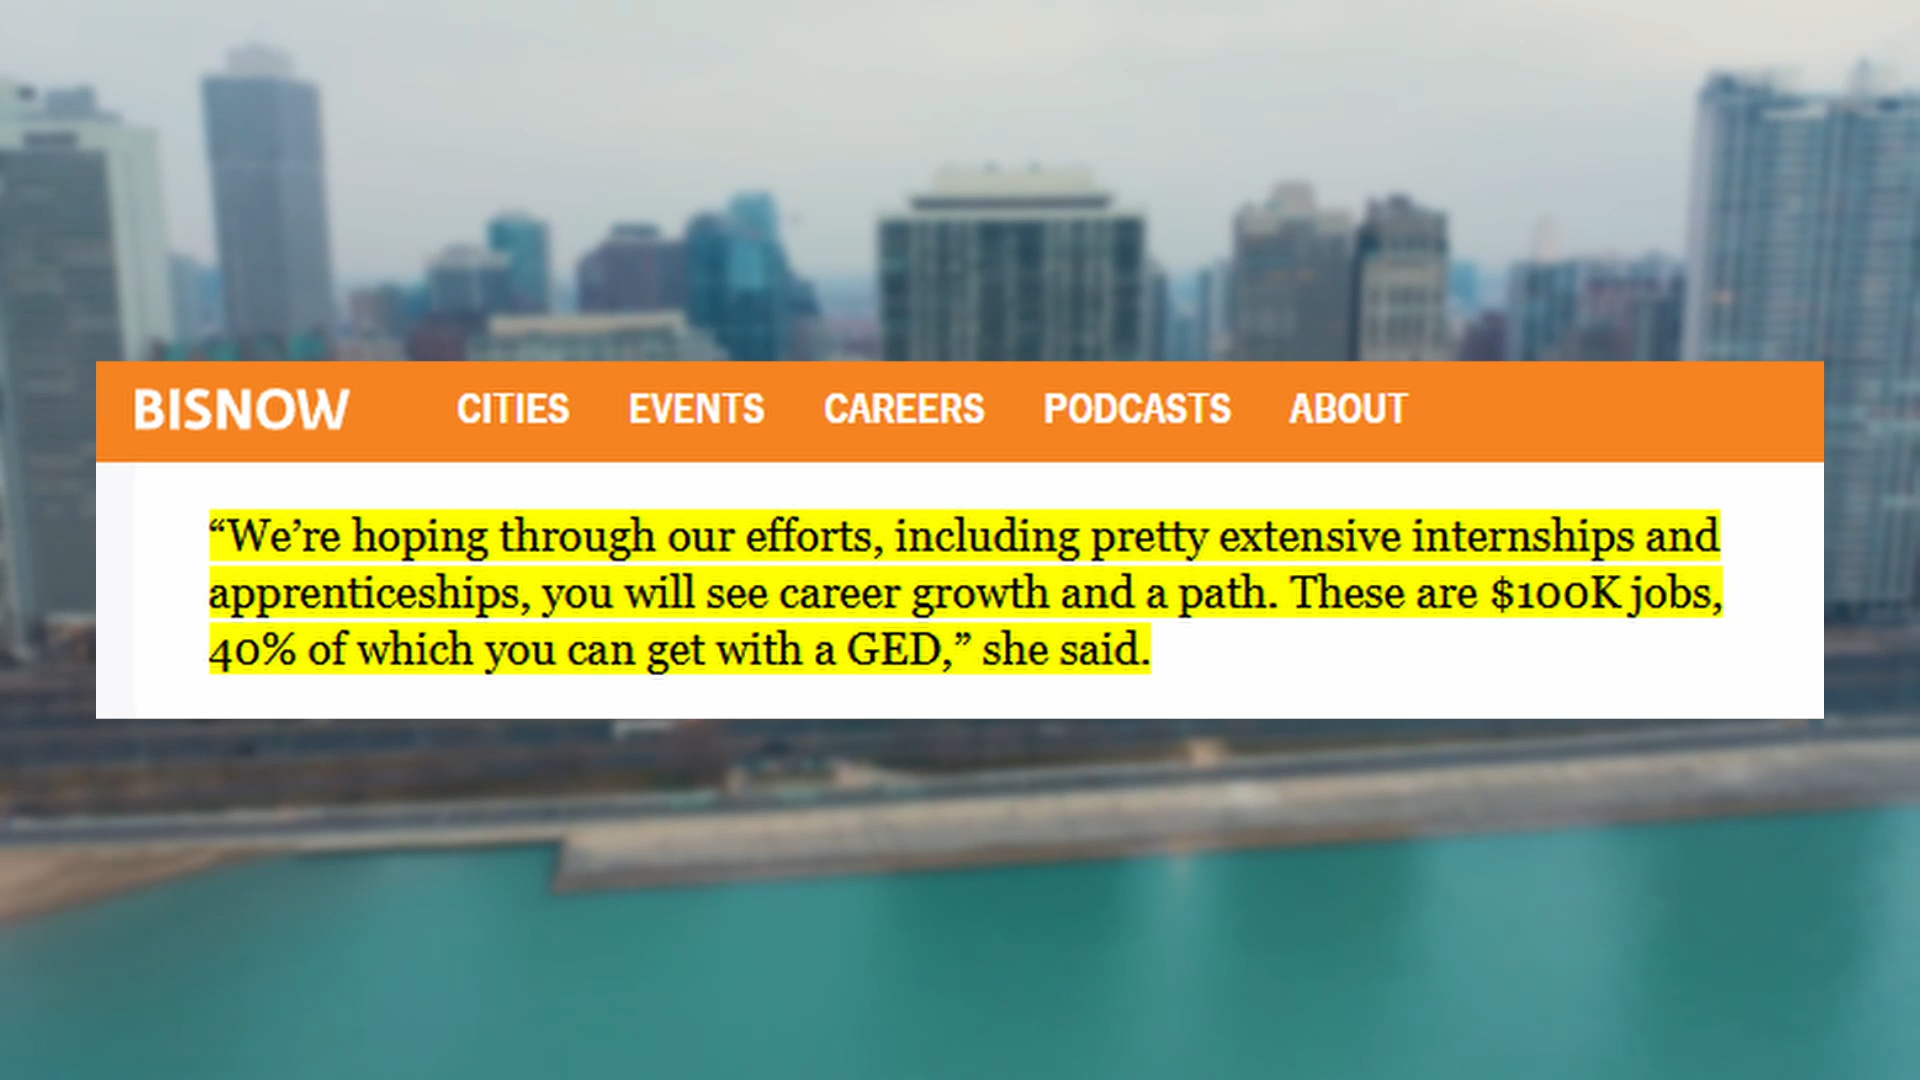 BISNOW CITIES EVENTS CAREERS PODCASTS ABOUT
“We’re hoping through our efforts, including pretty extensive internships and
apprenticeships, you will see career growth and a path. These are $100K jobs,
40% of which you can get with a GED,” she said.